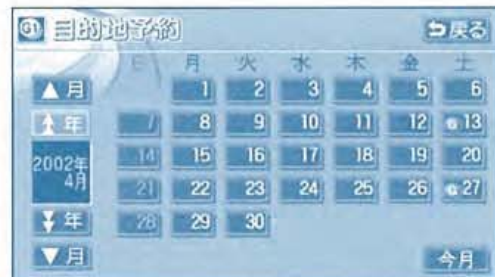 G1 目的地予約 戻る
日 月 火 水 木 金 土
▲月 1 2 3 4 5 6
年 7 8 9 10 11 12 G 13
2002年 14 15 16 17 18 19 20
4月 21 22 23 24 25 26 G 27
年 28 29 30
▼月 今月